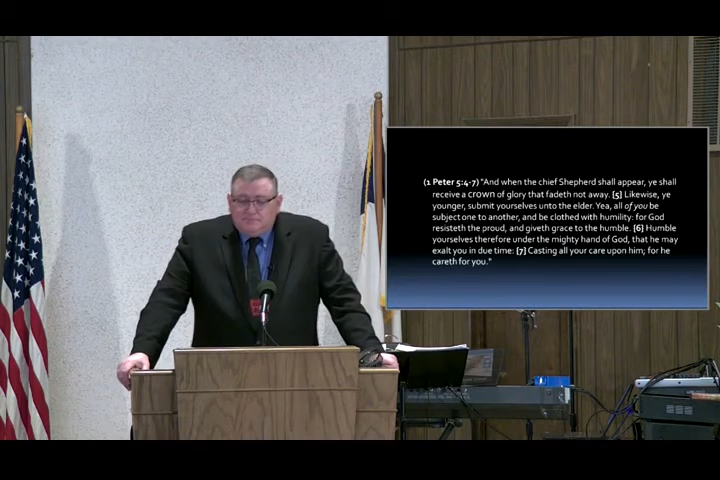 (1 Peter 5:4-7) "And when the chief Shepherd shall appear, ye shall
receive a crown of glory that fadeth not away. [5] Likewise, ye
younger, submit yourselves unto the elder. Yea, all of you be
subject one to another, and be clothed with humility: for God
resisteth the proud, and giveth grace to the humble. [6] Humble
yourselves therefore under the mighty hand of God, that he may
exalt you in due time: [7] Casting all your care upon him; for he
careth for you."